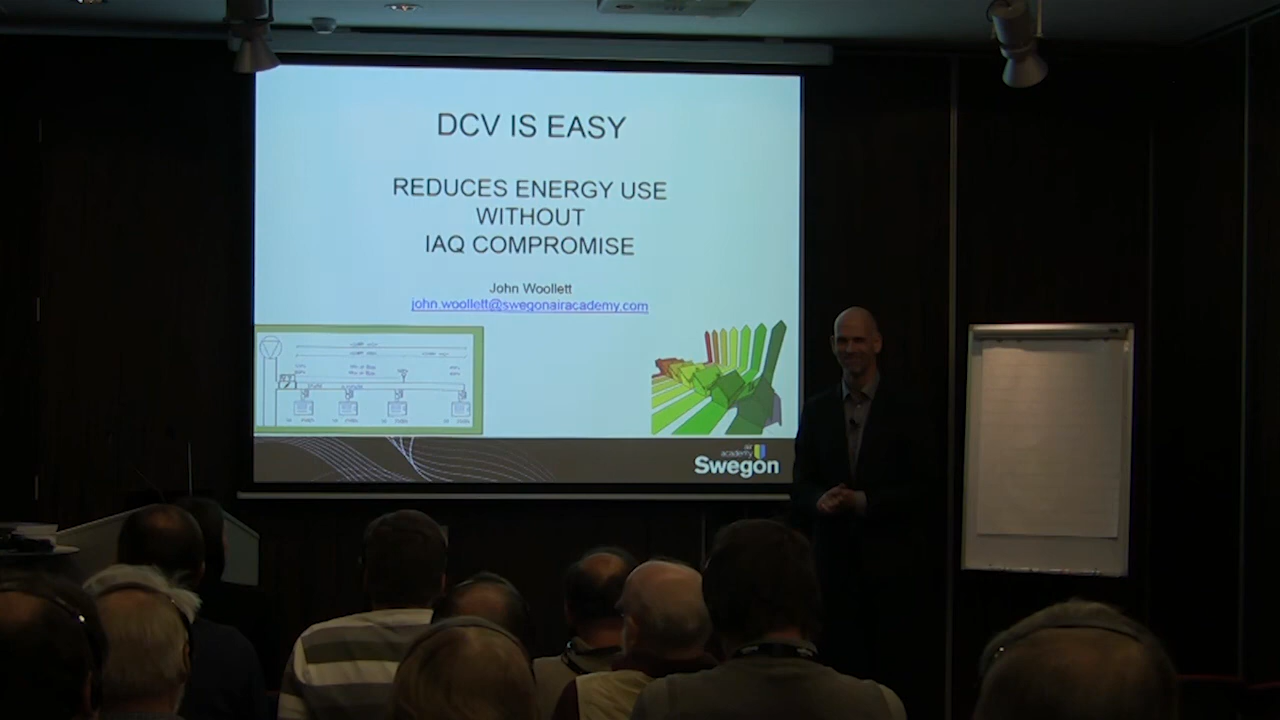 DCV IS EASY
REDUCES ENERGY USE
WITHOUT
IAQ COMPROMISE
John Woollett
john.woollett@swegonairacademy.com
air
academy
Swegon